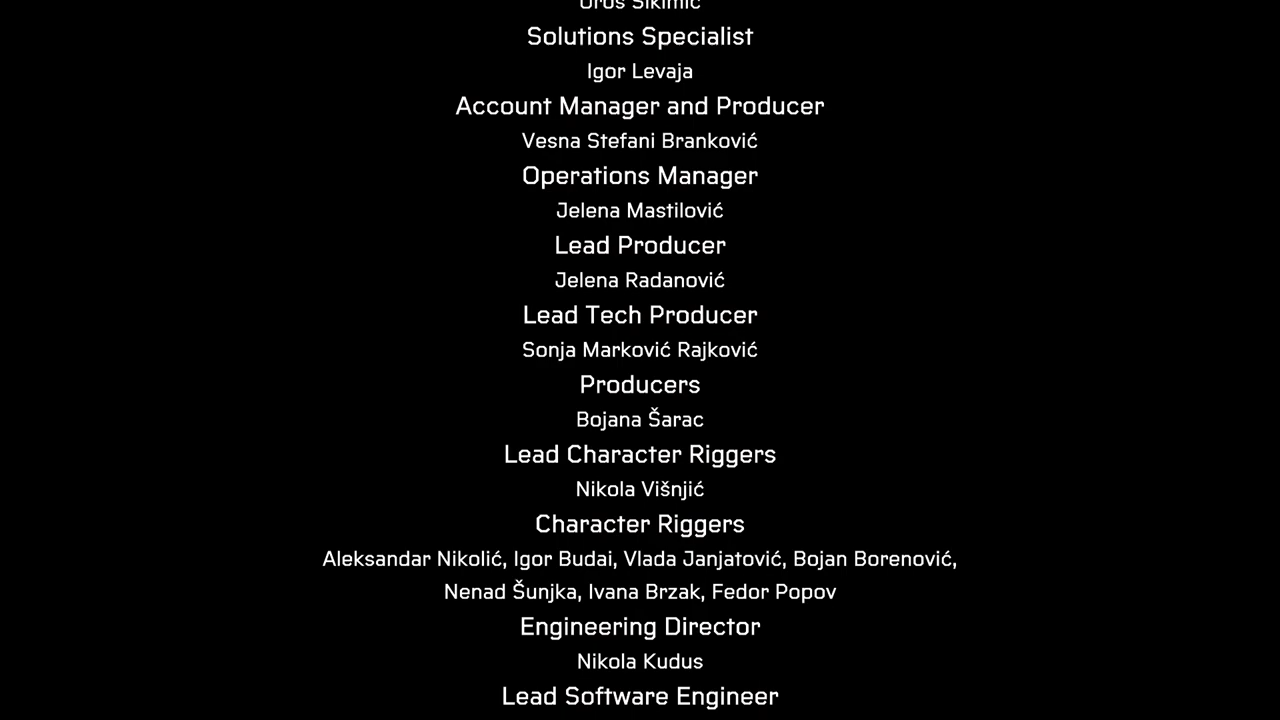 Uroš Sikimić
Solutions Specialist
Igor Levaja
Account Manager and Producer
Vesna Stefani Branković
Operations Manager
Jelena Mastilović
Lead Producer
Jelena Radanović
Lead Tech Producer
Sonja Marković Rajković
Producers
Bojana Šarac
Lead Character Riggers
Nikola Višnjić
Character Riggers
Aleksandar Nikolić, Igor Budai, Vlada Janjatović, Bojan Borenović,
Nenad Šunjka, Ivana Brzak, Fedor Popov
Engineering Director
Nikola Kudus
Lead Software Engineer